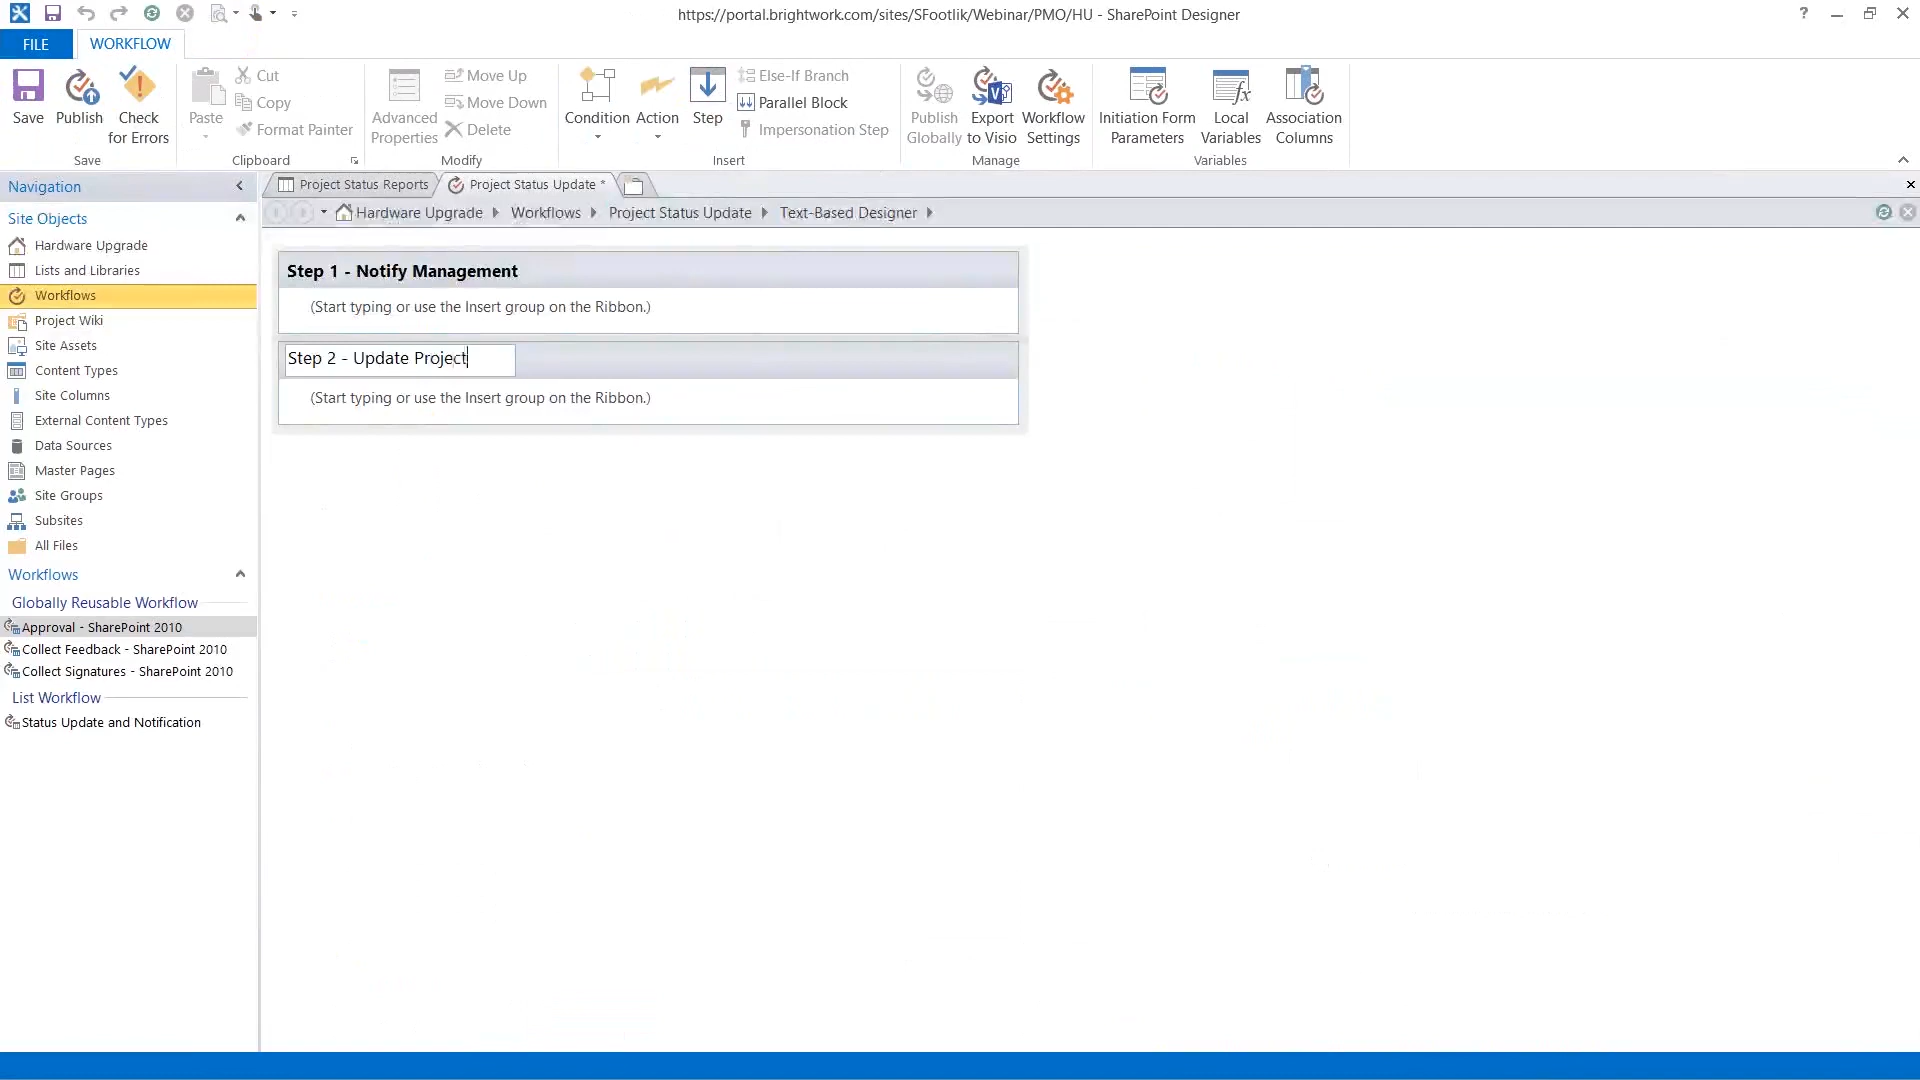 https://portal.brightwork.com/sites/SFootlik/Webinar/PMO/HU - SharePoint Designer
?
FILE
WORKFLOW
Save
Publish
Check for Errors
Save
Paste
Cut
Copy
Format Painter
Clipboard
Advanced Properties
Move Up
Move Down
Delete
Modify
Condition
Action
Step
Else-If Branch
Parallel Block
Impersonation Step
Insert
Publish Globally
Export to Visio
Workflow Settings
Manage
Initiation Form Parameters
Local Variables
Association Columns
Variables
Navigation
Site Objects
Hardware Upgrade
Lists and Libraries
Workflows
Project Wiki
Site Assets
Content Types
Site Columns
External Content Types
Data Sources
Master Pages
Site Groups
Subsites
All Files
Workflows
Globally Reusable Workflow
Approval - SharePoint 2010
Collect Feedback - SharePoint 2010
Collect Signatures - SharePoint 2010
List Workflow
Status Update and Notification
Project Status Reports
Project Status Update *
Hardware Upgrade
Workflows
Project Status Update
Text-Based Designer
Step 1 - Notify Management
(Start typing or use the Insert group on the Ribbon.)
Step 2 - Update Project
(Start typing or use the Insert group on the Ribbon.)